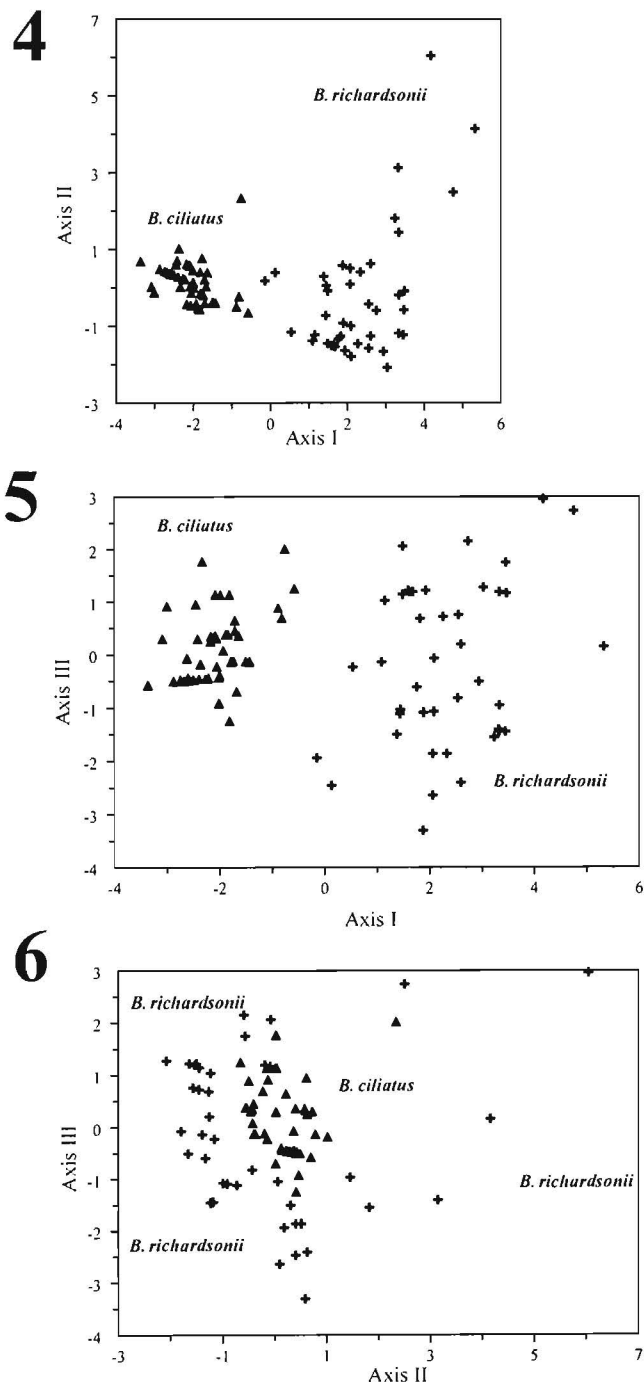 4
7
5
3
1
-1
-3
Axis II
B. richardsonii
B. ciliatus
-4 -2 0 2 4 6
Axis I
5
3
2
1
0
-1
-2
-3
-4
Axis III
B. ciliatus
B. richardsonii
-4 -2 0 2 4 6
Axis I
6
3
2
1
0
-1
-2
-3
-4
Axis III
B. richardsonii
B. ciliatus
B. richardsonii
B. richardsonii
-3 -1 1 3 5 7
Axis II